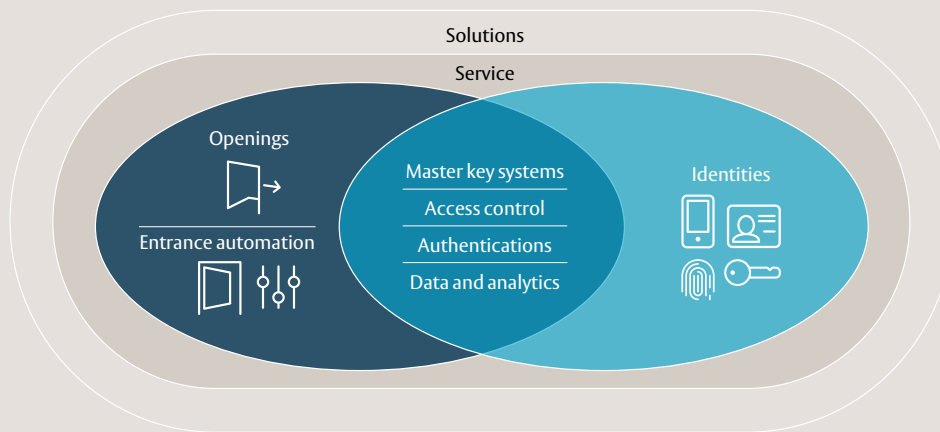 Solutions
Service
Openings
Entrance automation
Master key systems
Access control
Authentications
Data and analytics
Identities